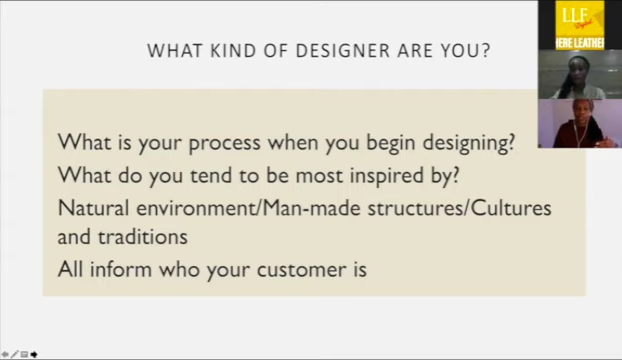 WHAT KIND OF DESIGNER ARE YOU?
LLF
HERE LEATHER
What is your process when you begin designing?
What do you tend to be most inspired by?
Natural environment/Man-made structures/Cultures
and traditions
All inform who your customer is